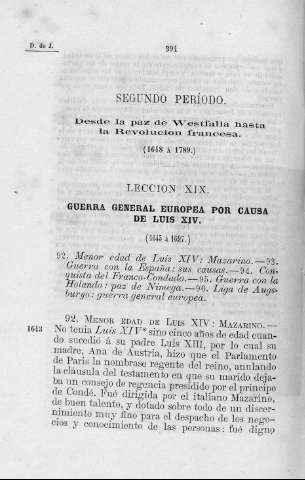 D. de J.
394
SEGUNDO PERÍODO.
Desde la paz de Westfalia hasta
la Revolucion francesa.
(1648 á 1789.)
LECCION XIX.
GUERRA GENERAL EUROPEA POR CAUSA
DE LUIS XIV.
(1645 á 1697.)
92. Menor edad de Luis XIV: Mazarino.—93.
Guerra con la España: sus causas.—94. Con-
quista del Franco-Condado.—95. Guerra con la
Holanda: paz de Nimega.—96. Liga de Augs-
burgo: guerra general europea.
92. MENOR EDAD DE LUIS XIV: MAZARINO.—
1643 No tenia Luis XIV* sino cinco años de edad cuan-
do sucedió á su padre Luis XIII, por lo cual su
madre, Ana de Austria, hizo que el Parlamento
de Paris la nombrase regente del reino, anulando
la cláusula del testamento en que su marido deja-
ba un consejo de regencia presidido por el príncipe
de Condé. Fué dirigida por el italiano Mazarino,
de buen talento, y dotado sobre todo de un discer-
nimiento muy fino para el despacho de los nego-
cios y conocimiento de las personas: fué digno